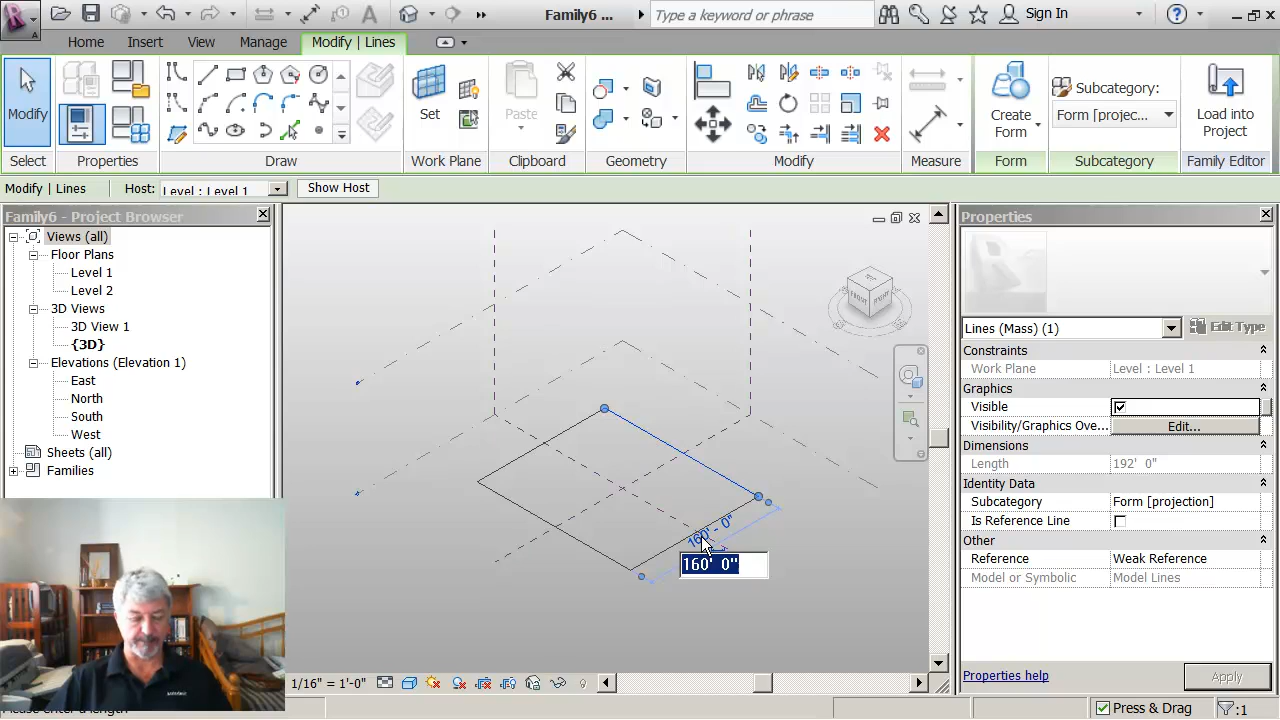 Family6 ...
Type a keyword or phrase
Sign In
Home
Insert
View
Manage
Modify | Lines
Modify
Set
Paste
Create
Form
Subcategory:
Form [projec...
Load into
Project
Select
Properties
Draw
Work Plane
Clipboard
Geometry
Modify
Measure
Form
Subcategory
Family Editor
Modify | Lines
Host:
Level : Level 1
Show Host
Family6 - Project Browser
Views (all)
Floor Plans
Level 1
Level 2
3D Views
3D View 1
{3D}
Elevations (Elevation 1)
East
North
South
West
Sheets (all)
Families
FRONT
RIGHT
160' - 0"
160' 0"
Properties
Lines (Mass) (1)
Edit Type
Constraints
Work Plane
Level : Level 1
Graphics
Visible
Visibility/Graphics Ove...
Edit...
Dimensions
Length
192' 0"
Identity Data
Subcategory
Form [projection]
Is Reference Line
Other
Reference
Weak Reference
Model or Symbolic
Model Lines
Properties help
Apply
1/16" = 1'-0"
Press & Drag
:1